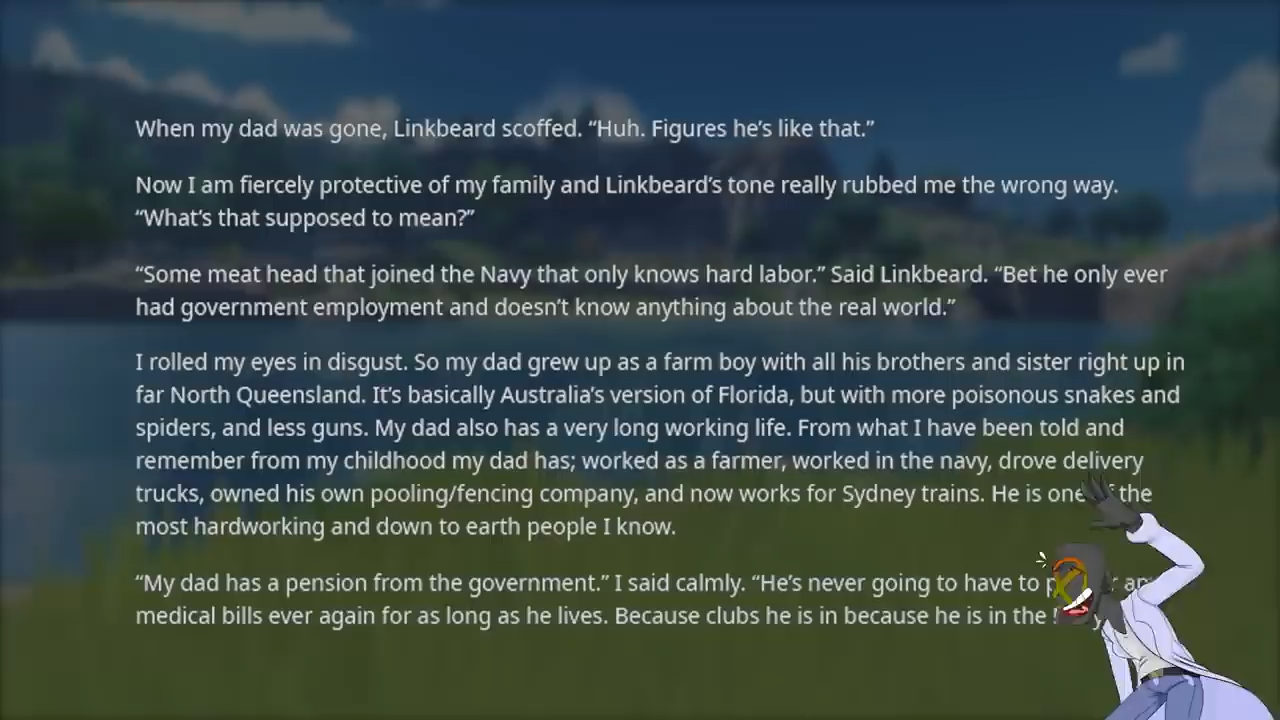 When my dad was gone, Linkbeard scoffed. “Huh. Figures he’s like that.”
Now I am fiercely protective of my family and Linkbeard’s tone really rubbed me the wrong way.
“What’s that supposed to mean?”
“Some meat head that joined the Navy that only knows hard labor.” Said Linkbeard. “Bet he only ever
had government employment and doesn’t know anything about the real world.”
I rolled my eyes in disgust. So my dad grew up as a farm boy with all his brothers and sister right up in
far North Queensland. It’s basically Australia’s version of Florida, but with more poisonous snakes and
spiders, and less guns. My dad also has a very long working life. From what I have been told and
remember from my childhood my dad has; worked as a farmer, worked in the navy, drove delivery
trucks, owned his own pooling/fencing company, and now works for Sydney trains. He is one the
most hardworking and down to earth people I know.
“My dad has a pension from the government.” I said calmly. “He’s never going to have to
medical bills ever again for as long as he lives. Because clubs he is in because he is in the